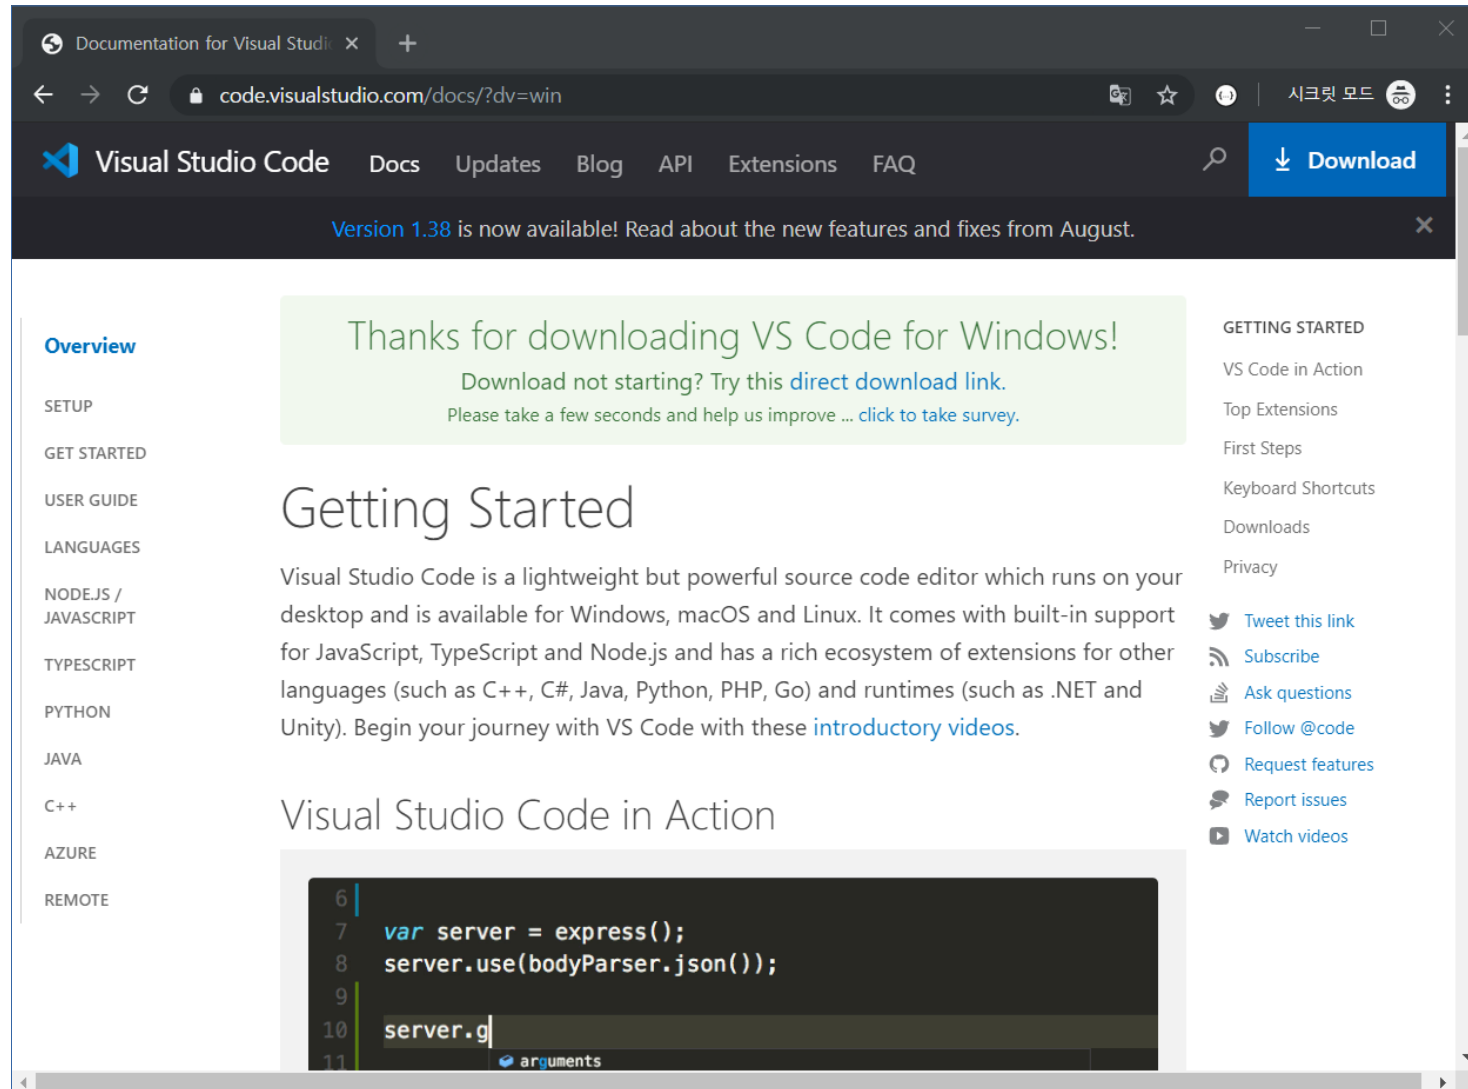 Documentation for Visual Studi
code.visualstudio.com/docs/?dv=win
시크릿 모드
Visual Studio Code
Docs
Updates
Blog
API
Extensions
FAQ
Download
Version 1.38 is now available! Read about the new features and fixes from August.
Overview
SETUP
GET STARTED
USER GUIDE
LANGUAGES
NODE.JS /
JAVASCRIPT
TYPESCRIPT
PYTHON
JAVA
C++
AZURE
REMOTE
Thanks for downloading VS Code for Windows!
Download not starting? Try this direct download link.
Please take a few seconds and help us improve ... click to take survey.
Getting Started
Visual Studio Code is a lightweight but powerful source code editor which runs on your
desktop and is available for Windows, macOS and Linux. It comes with built-in support
for JavaScript, TypeScript and Node.js and has a rich ecosystem of extensions for other
languages (such as C++, C#, Java, Python, PHP, Go) and runtimes (such as .NET and
Unity). Begin your journey with VS Code with these introductory videos.
Visual Studio Code in Action
6
7 var server = express();
8 server.use(bodyParser.json());
9
10 server.g
11
arguments
GETTING STARTED
VS Code in Action
Top Extensions
First Steps
Keyboard Shortcuts
Downloads
Privacy
Tweet this link
Subscribe
Ask questions
Follow @code
Request features
Report issues
Watch videos